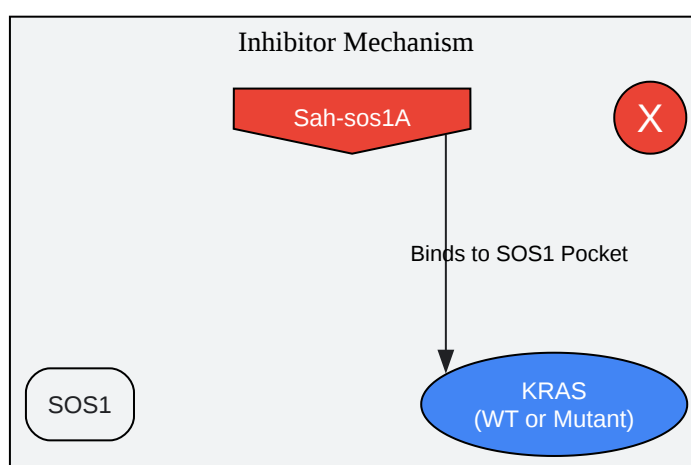 Inhibitor Mechanism
Sah-sos1A
X
Binds to SOS1 Pocket
SOS1
KRAS
(WT or Mutant)